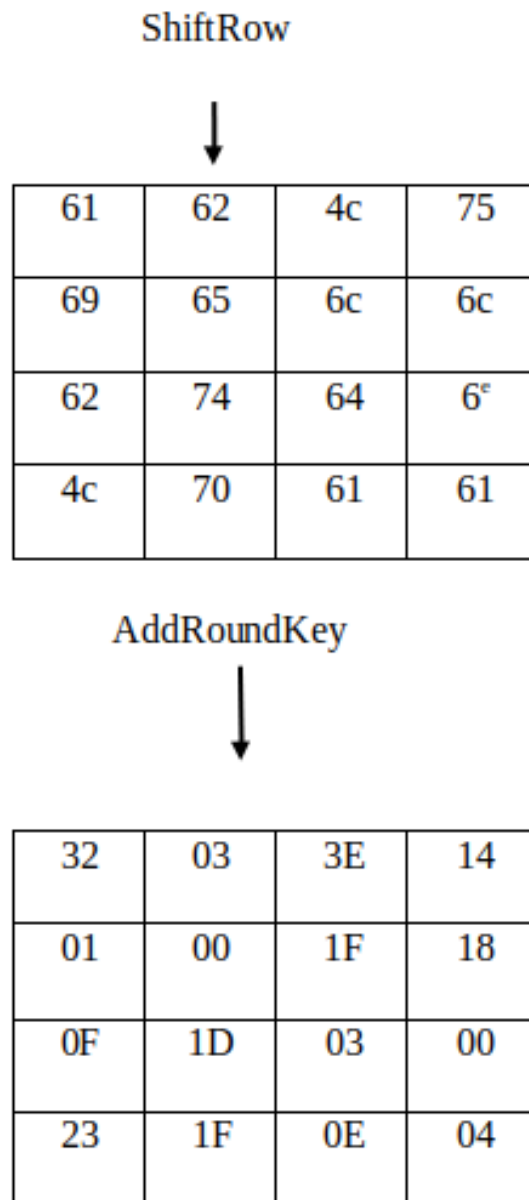 ShiftRow
61 62 4c 75
69 65 6c 6c
62 74 64 6ᵉ
4c 70 61 61
AddRoundKey
32 03 3E 14
01 00 1F 18
0F 1D 03 00
23 1F 0E 04